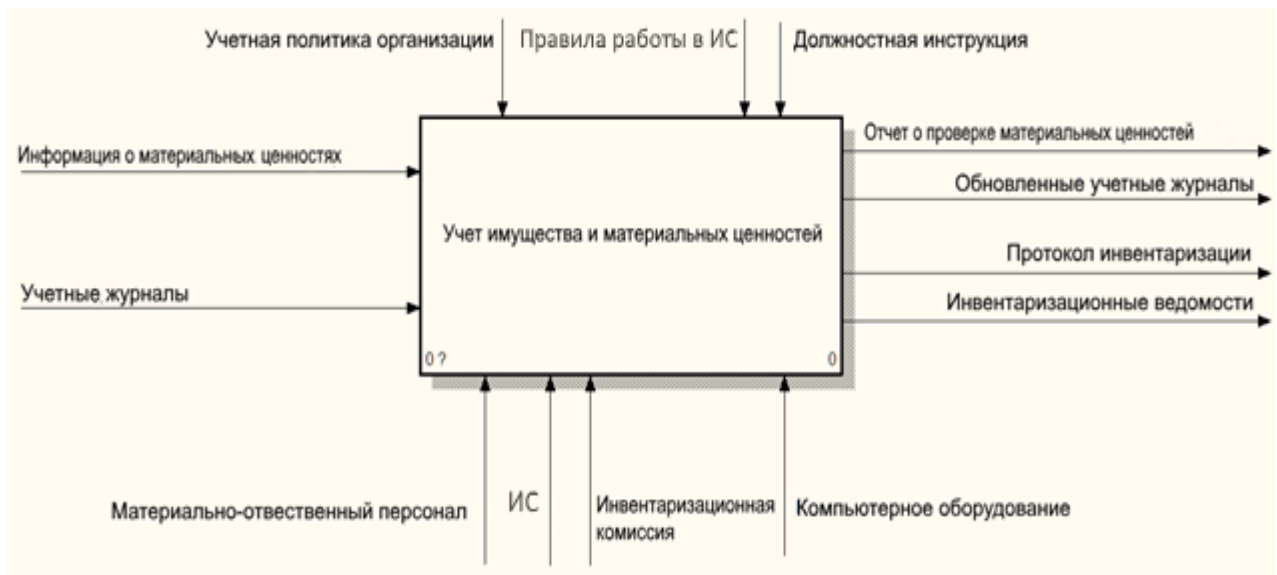 Учетная политика организации
Правила работы в ИС
Должностная инструкция
Информация о материальных ценностях
Отчет о проверке материальных ценностей
Обновленные учетные журналы
Учет имущества и материальных ценностей
Протокол инвентаризации
Учетные журналы
Инвентаризационные ведомости
0 ?
0
Материально-отвественный персонал
ИС
Инвентаризационная
комиссия
Компьютерное оборудование